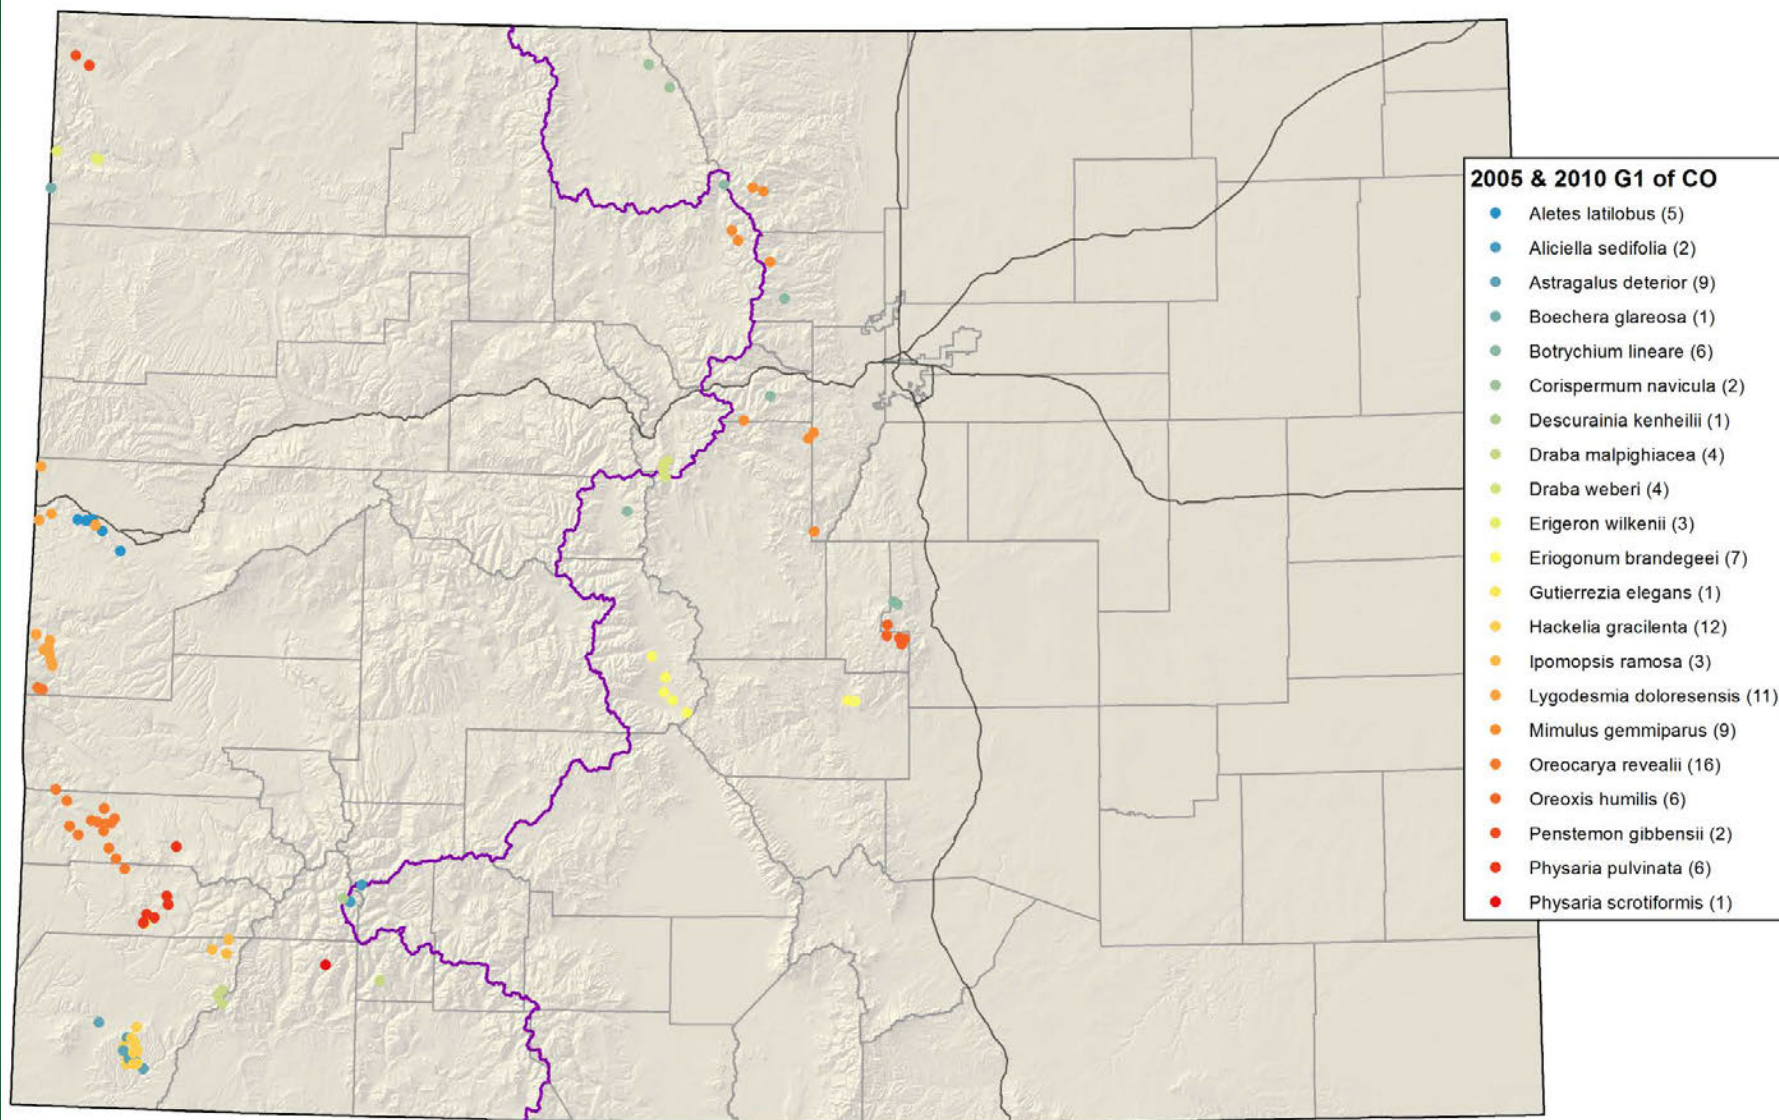 2005 & 2010 G1 of CO
Aletes latilobus (5)
Aliciella sedifolia (2)
Astragalus deterior (9)
Boechera glareosa (1)
Botrychium lineare (6)
Corispermum navicula (2)
Descurainia kenheilii (1)
Draba malpighiacea (4)
Draba weberi (4)
Erigeron wilkenii (3)
Eriogonum brandegeei (7)
Gutierrezia elegans (1)
Hackelia gracilenta (12)
Ipomopsis ramosa (3)
Lygodesmia doloresensis (11)
Mimulus gemmiparus (9)
Oreocarya revealii (16)
Oreoxis humilis (6)
Penstemon gibbensii (2)
Physaria pulvinata (6)
Physaria scrotiformis (1)